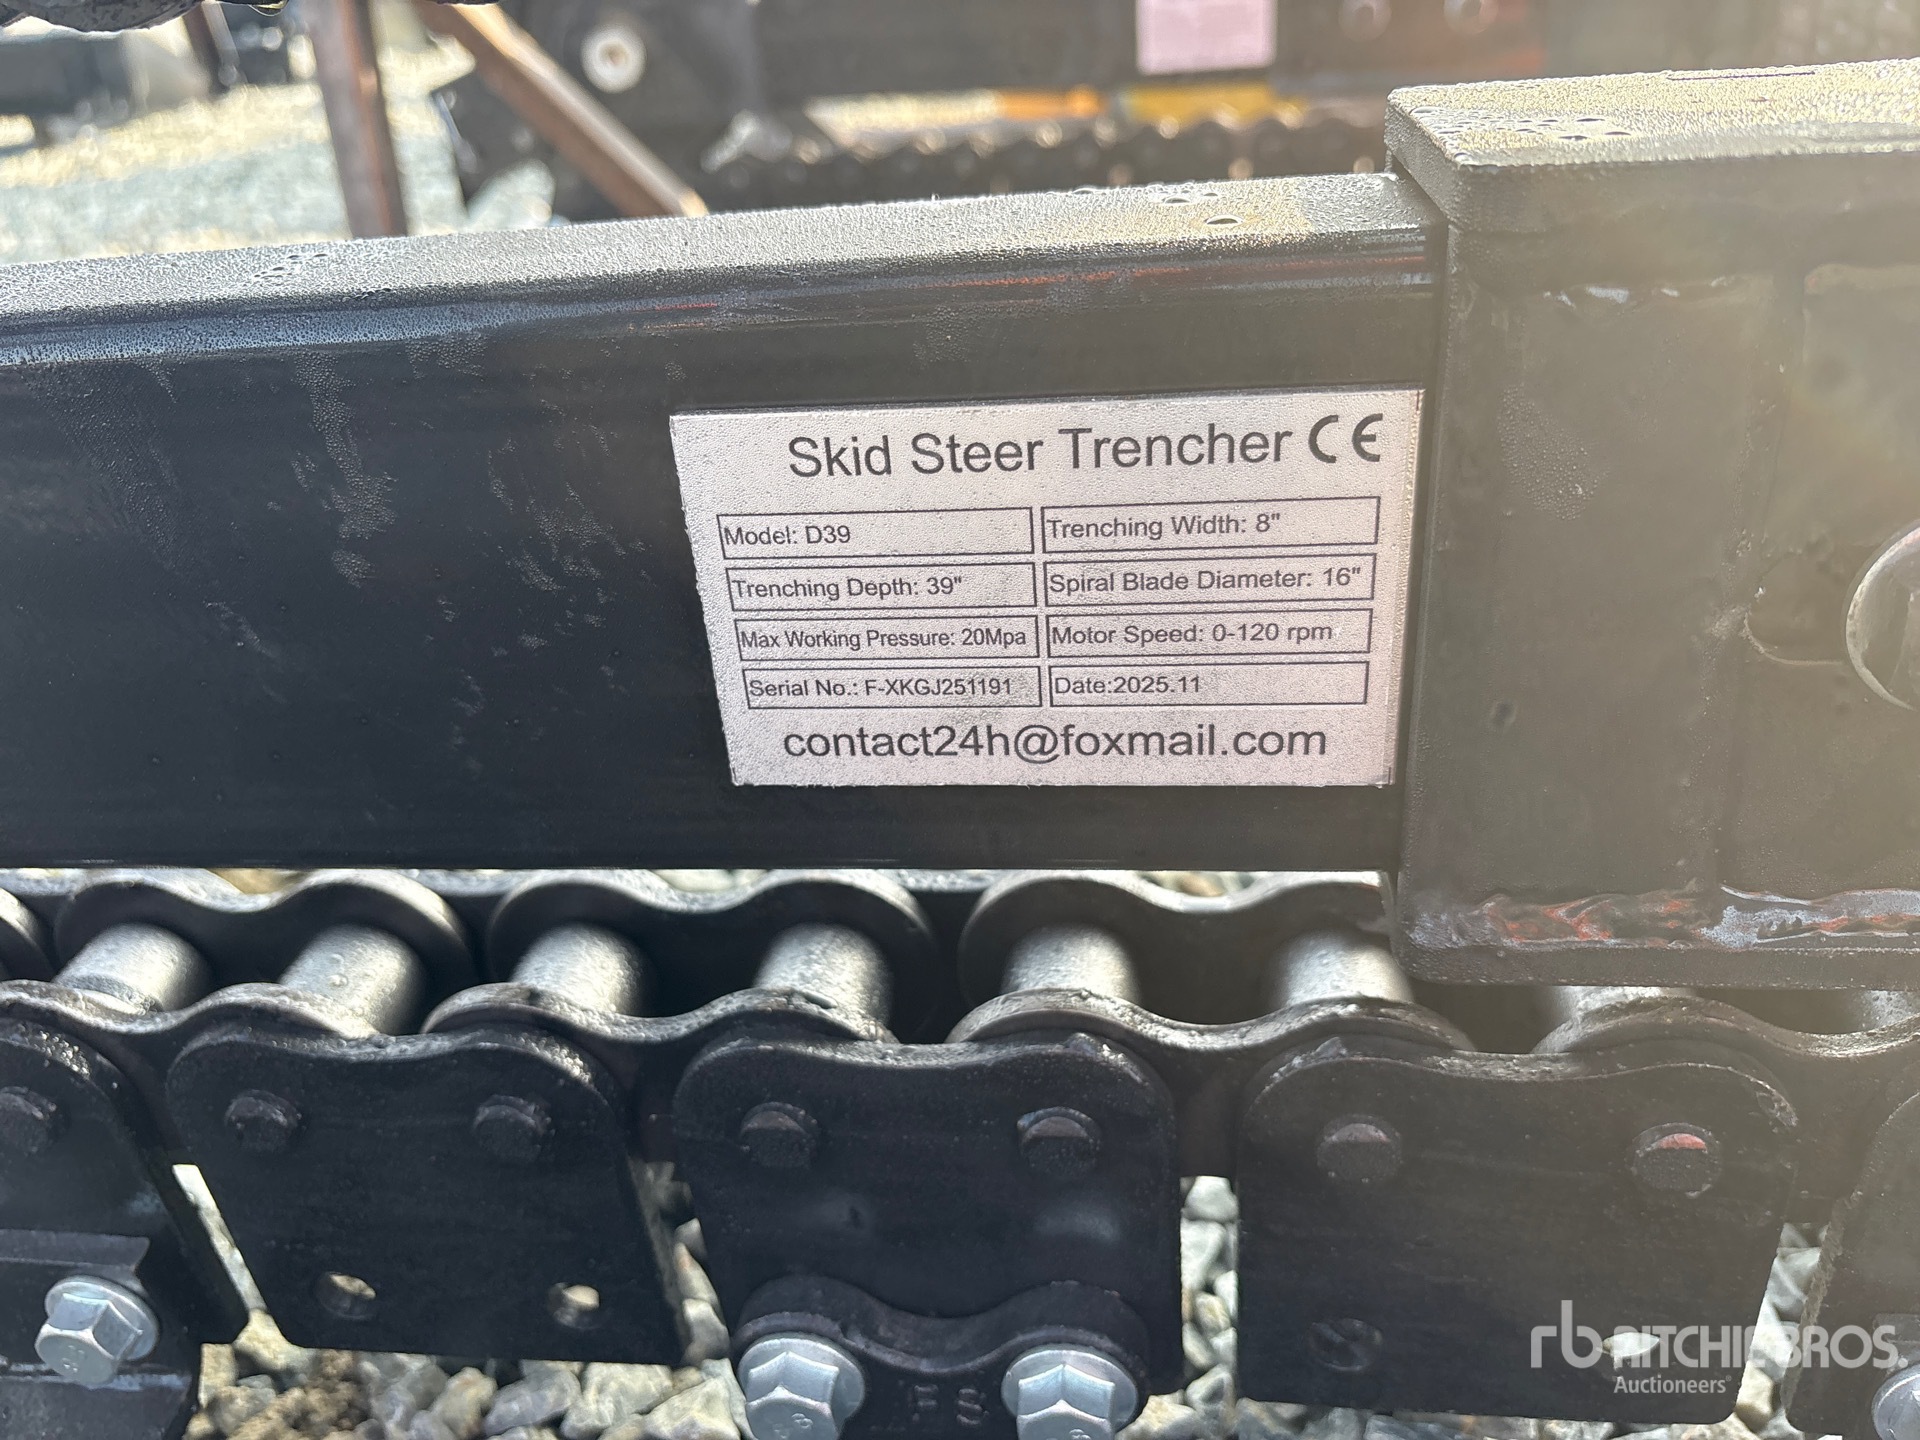 Skid Steer Trencher CE
Model: D39
Trenching Width: 8"
Trenching Depth: 39"
Spiral Blade Diameter: 16"
Max Working Pressure: 20Mpa
Motor Speed: 0-120 rpm
Serial No.: F-XKGJ251191
Date:2025.11
contact24h@foxmail.com
rb RITCHIE BROS.
Auctioneers